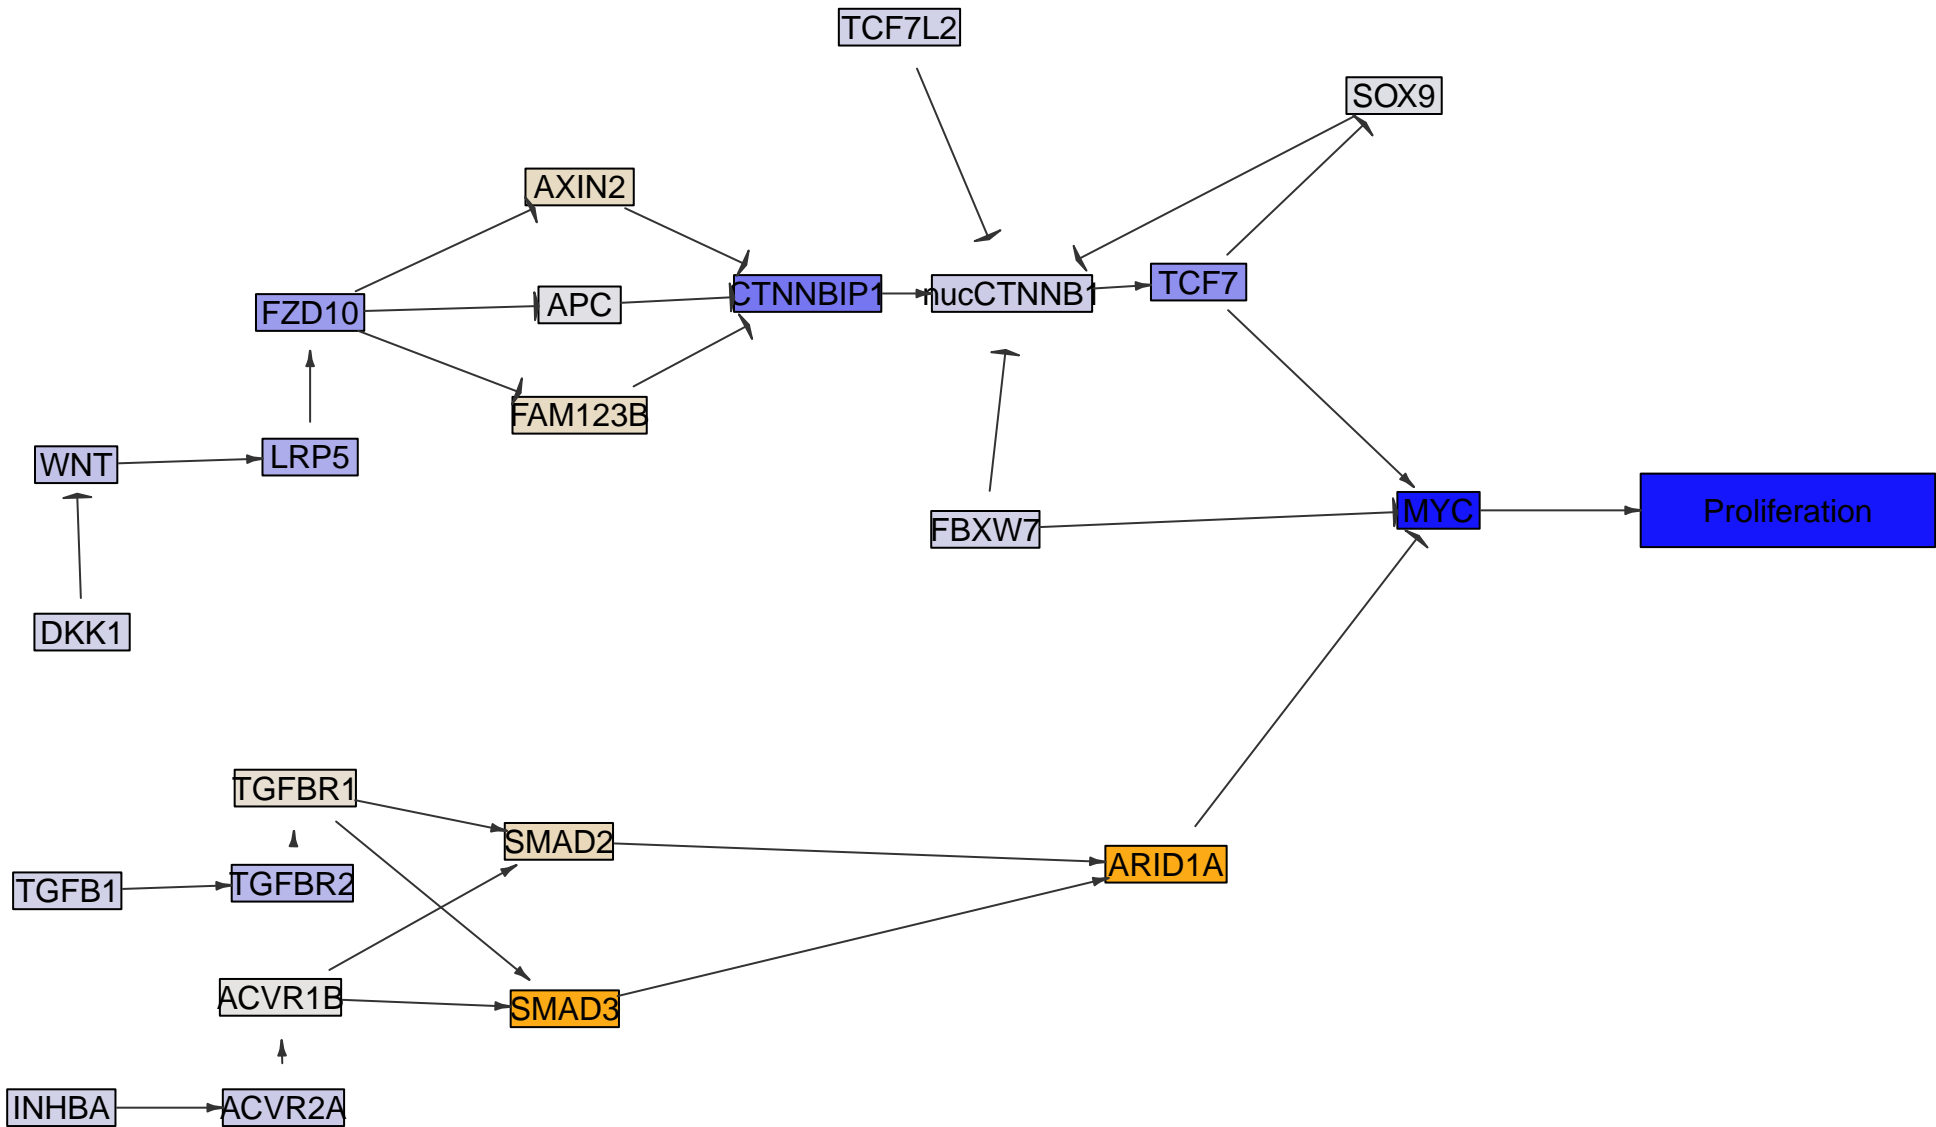 TCF7L2
SOX9
AXIN2
FZD10
APC
CTNNBIP1
nucCTNNB1
TCF7
FAM123B
WNT
LRP5
FBXW7
MYC
Proliferation
DKK1
TGFBR1
SMAD2
ARID1A
TGFB1
TGFBR2
ACVR1B
SMAD3
INHBA
ACVR2A